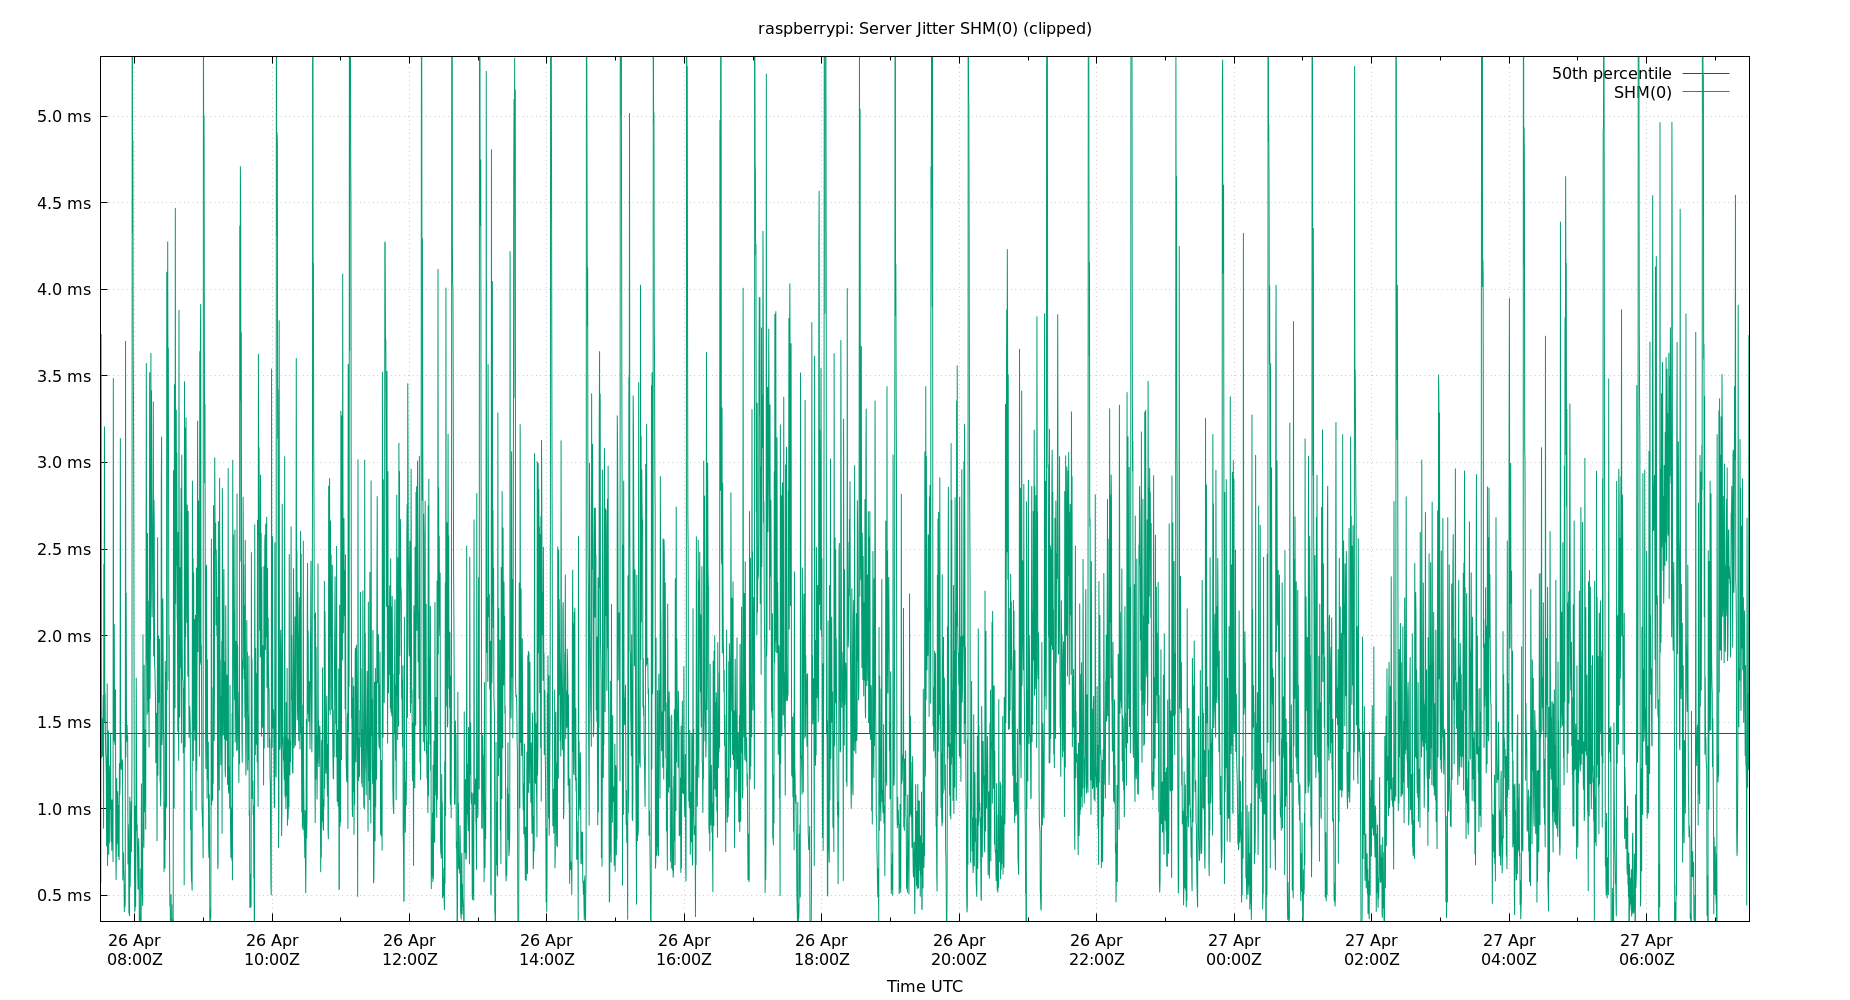 raspberrypi: Server Jitter SHM(0) (clipped)
50th percentile
SHM(0)
5.0 ms
4.5 ms
4.0 ms
3.5 ms
3.0 ms
2.5 ms
2.0 ms
1.5 ms
1.0 ms
0.5 ms
26 Apr 26 Apr 26 Apr 26 Apr 26 Apr 26 Apr 26 Apr 26 Apr 27 Apr 27 Apr 27 Apr 27 Apr
08:00Z 10:00Z 12:00Z 14:00Z 16:00Z 18:00Z 20:00Z 22:00Z 00:00Z 02:00Z 04:00Z 06:00Z
Time UTC